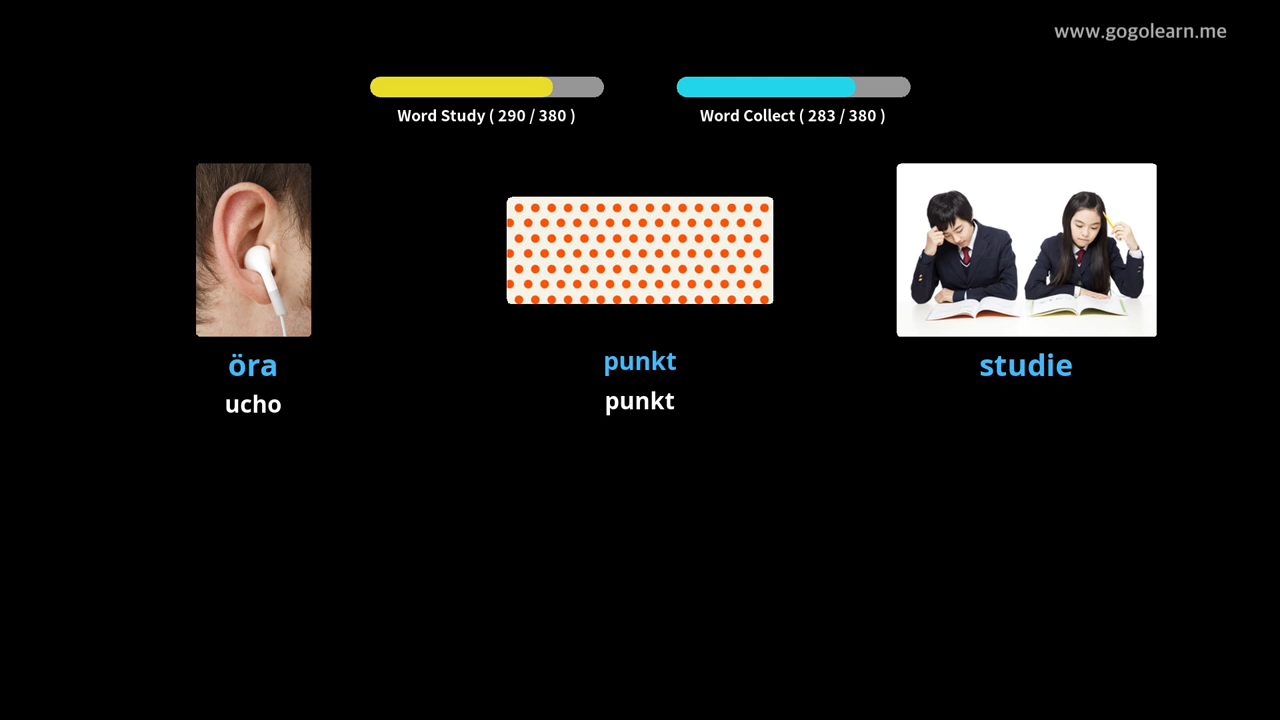 www.gogolearn.me
Word Study ( 290 / 380 )
Word Collect ( 283 / 380 )
öra
ucho
punkt
punkt
studie